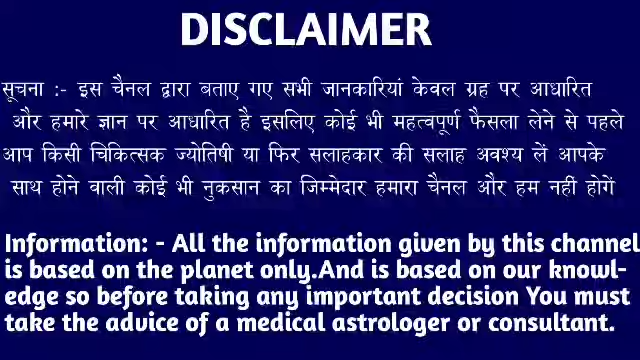 DISCLAIMER
सूचना :- इस चैनल द्वारा बताए गए सभी जानकारियां केवल ग्रह पर आधारित
और हमारे ज्ञान पर आधारित है इसलिए कोई भी महत्वपूर्ण फैसला लेने से पहले
आप किसी चिकित्सक ज्योतिषी या फिर सलाहकार की सलाह अवश्य लें आपके
साथ होने वाली कोई भी नुकसान का जिम्मेदार हमारा चैनल और हम नहीं होगें
Information: - All the information given by this channel
is based on the planet only.And is based on our knowl-
edge so before taking any important decision You must
take the advice of a medical astrologer or consultant.